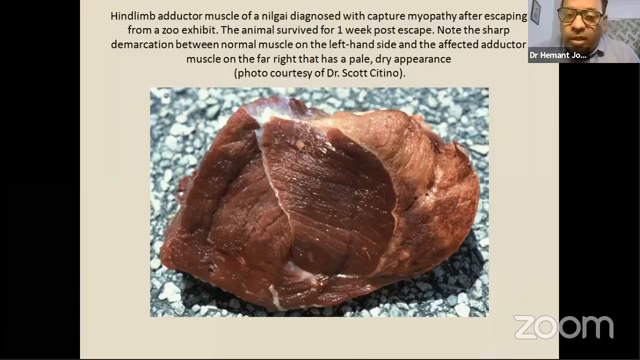 Hindlimb adductor muscle of a nilgai diagnosed with capture myopathy after escaping
from a zoo exhibit. The animal survived for 1 week post escape. Note the sharp
demarcation between normal muscle on the left-hand side and the affected adductor
muscle on the far right that has a pale, dry appearance
(photo courtesy of Dr. Scott Citino).
Dr Hemant Jo...
zoom